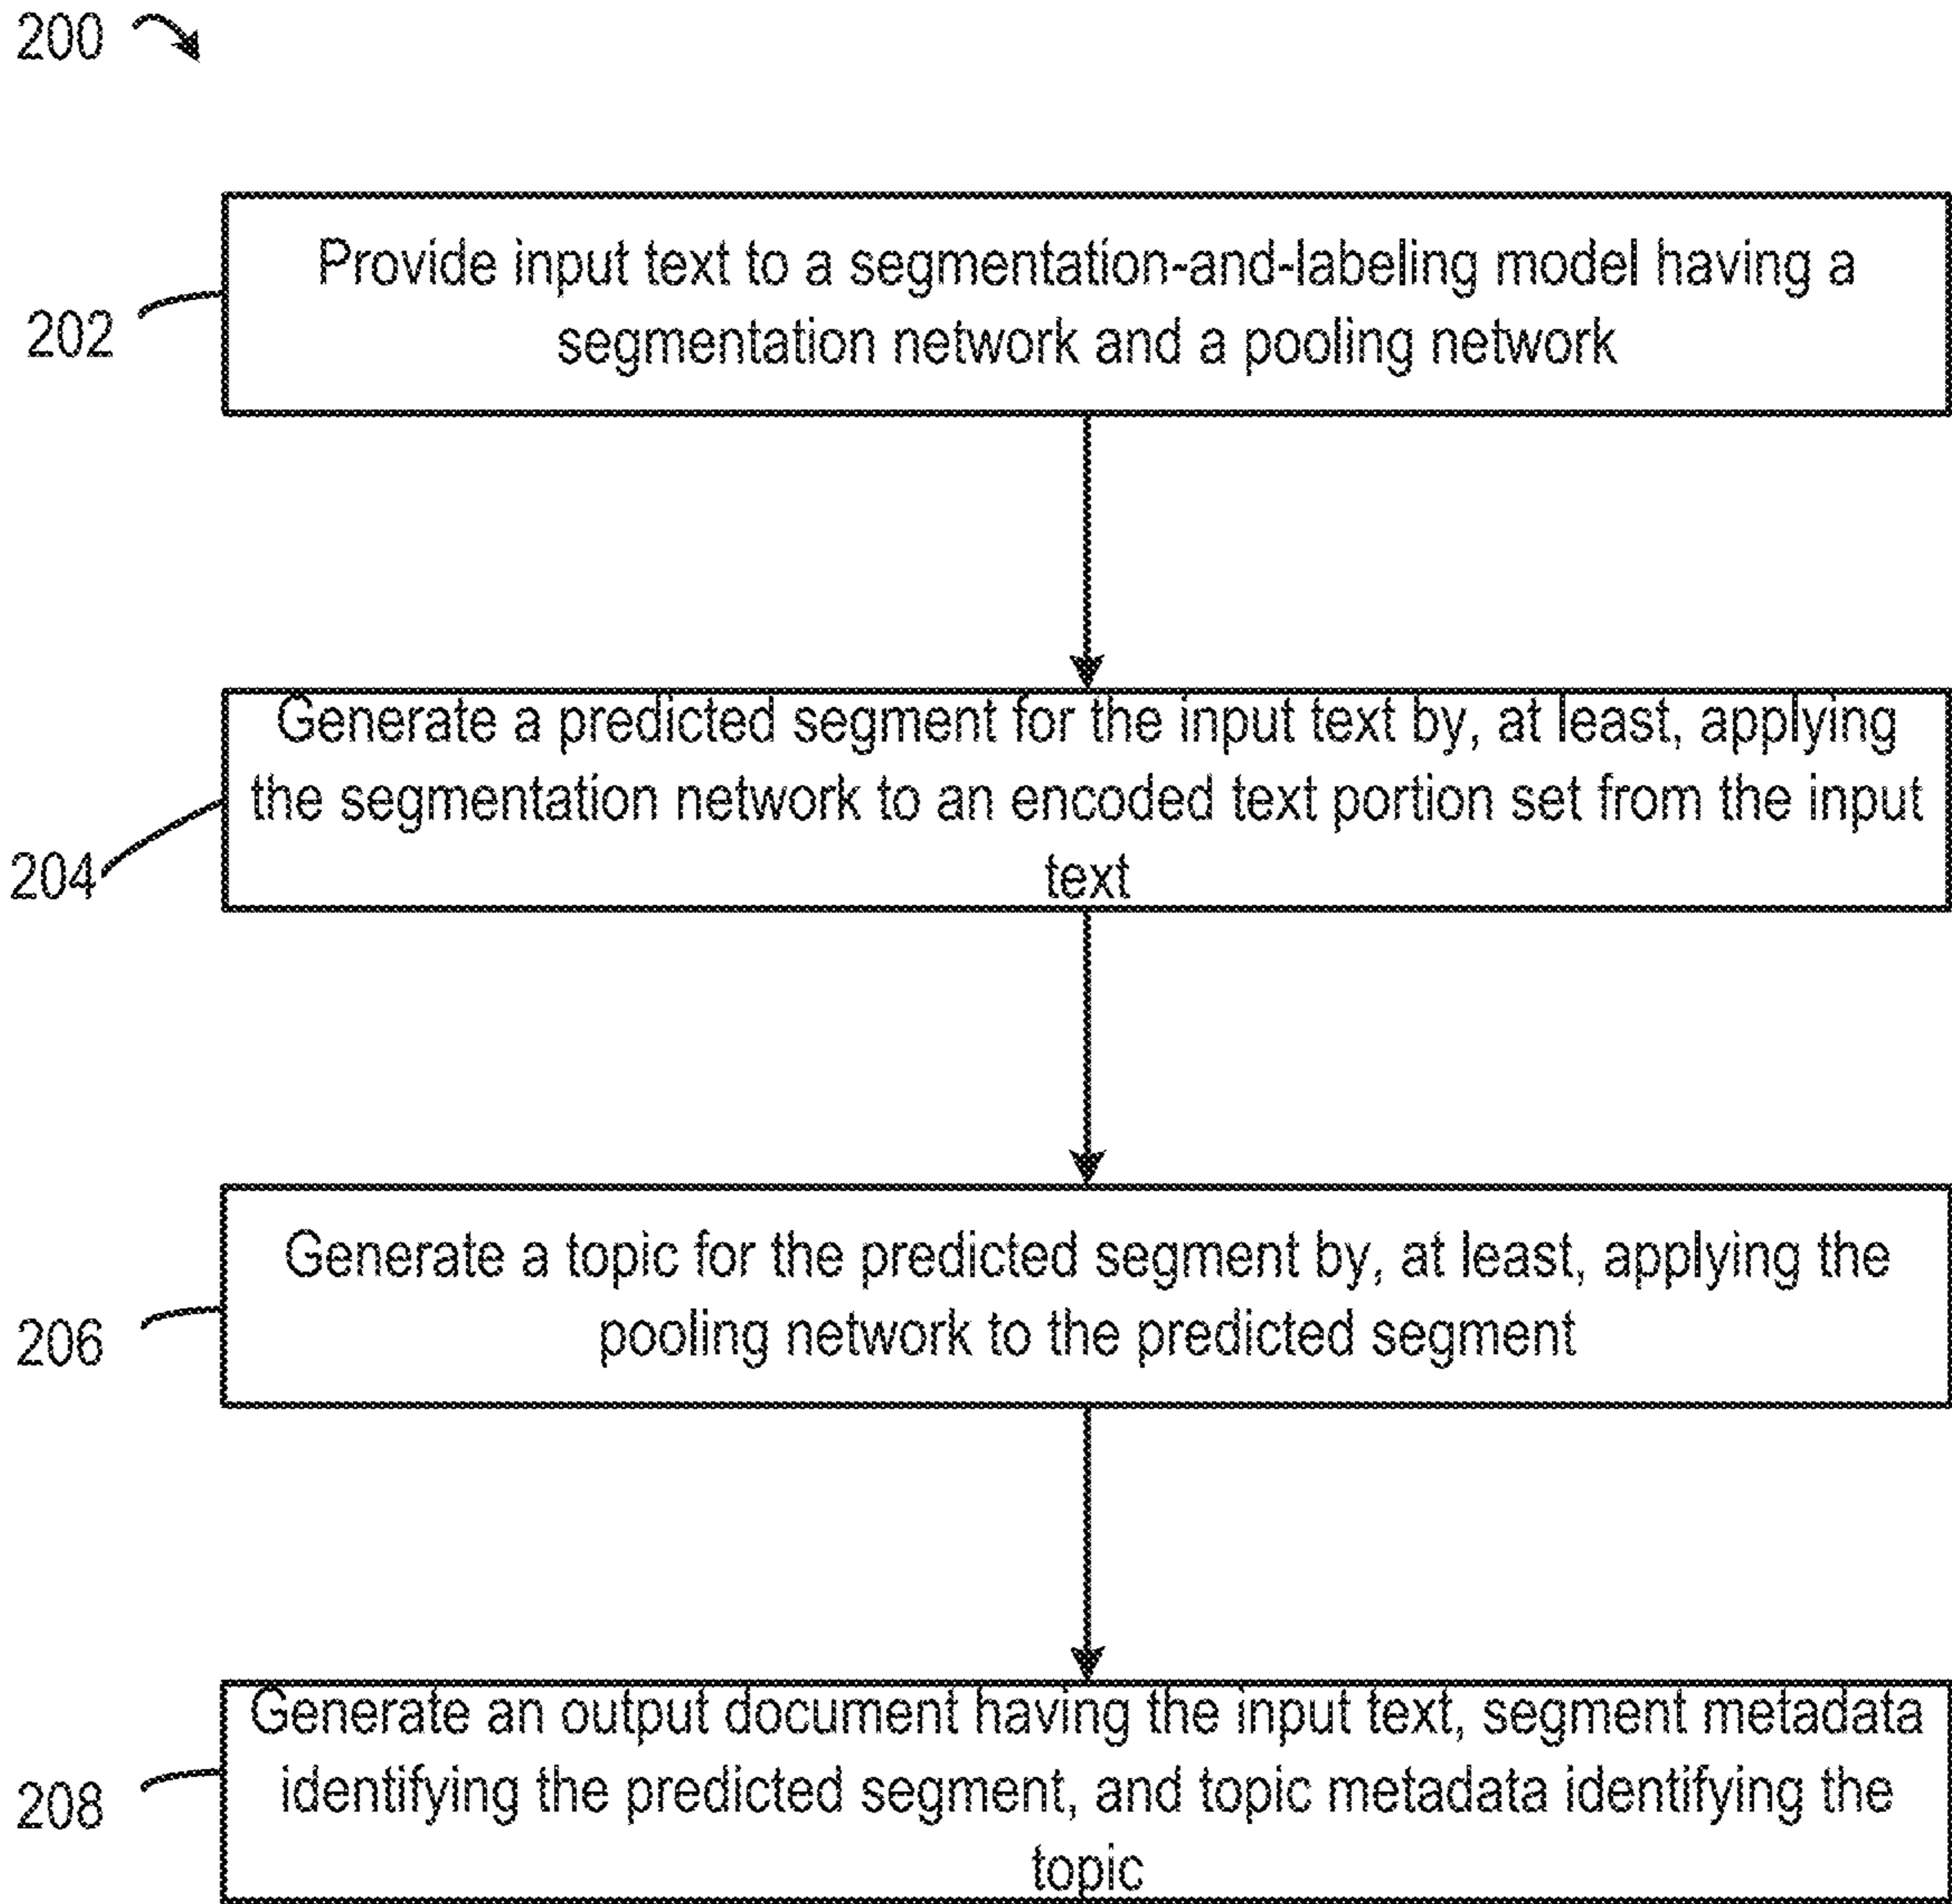 200
Provide input text to a segmentation-and-labeling model having a
segmentation network and a pooling network
202
Generate a predicted segment for the input text by, at least, applying
the segmentation network to an encoded text portion set from the input
text
204
Generate a topic for the predicted segment by, at least, applying the
pooling network to the predicted segment
206
Generate an output document having the input text, segment metadata
identifying the predicted segment, and topic metadata identifying the
topic
208